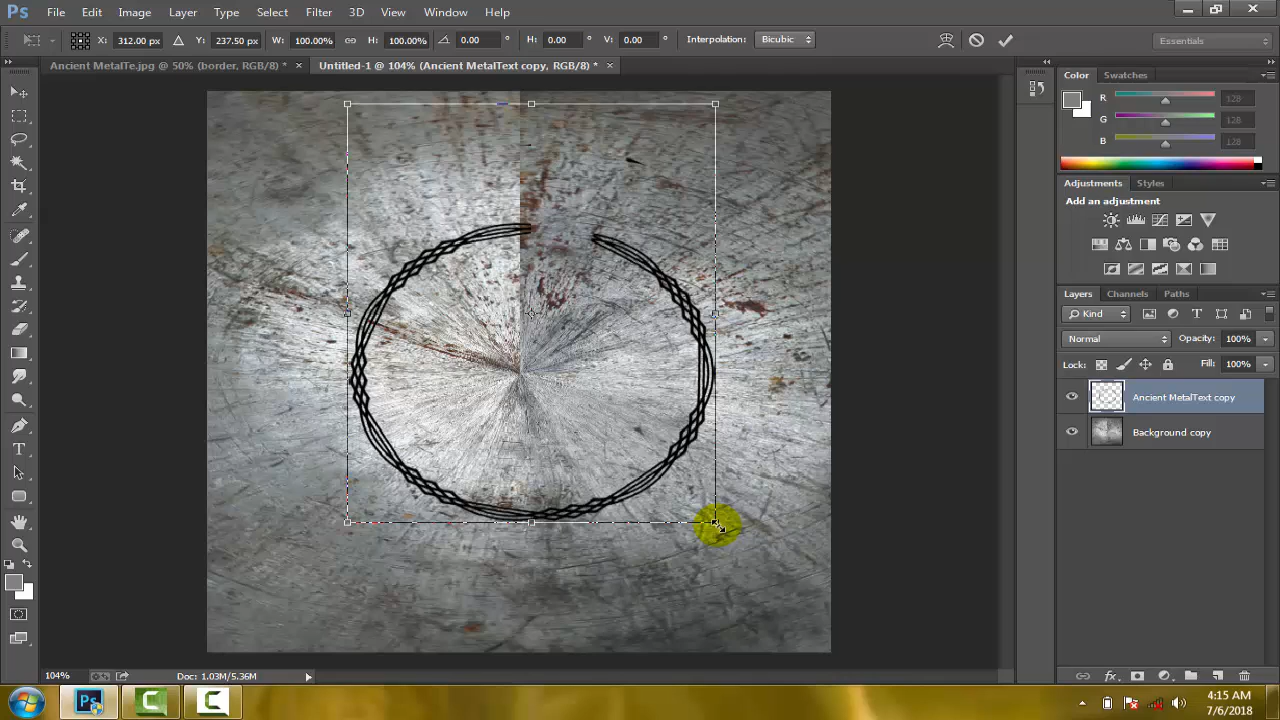 Ps File Edit Image Layer Type Select Filter 3D View Window Help
X: 312.00 px Y: 237.50 px W: 100.00% H: 100.00% 0.00 ° H: 0.00 ° V: 0.00 ° Interpolation: Bicubic Essentials
Ancient MetalTe.jpg @ 50% (border, RGB/8) * × Untitled-1 @ 104% (Ancient MetalText copy, RGB/8) * ×
Color Swatches
R 128
G 128
B 128
Adjustments Styles
Add an adjustment
Layers Channels Paths
Kind
Normal Opacity: 100%
Lock: Fill: 100%
Ancient MetalText copy
Background copy
104% Doc: 1.03M/5.36M
Ps C C
4:15 AM
7/6/2018